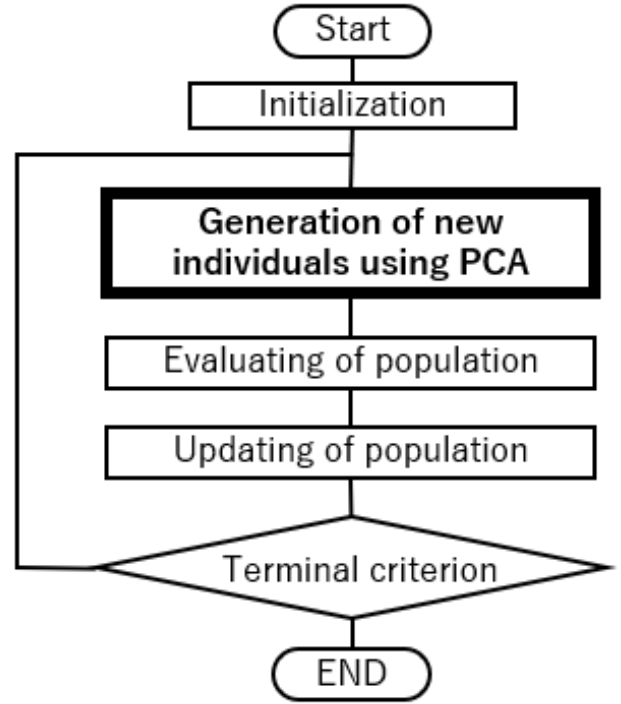 Start
Initialization
Generation of new
individuals using PCA
Evaluating of population
Updating of population
Terminal criterion
END